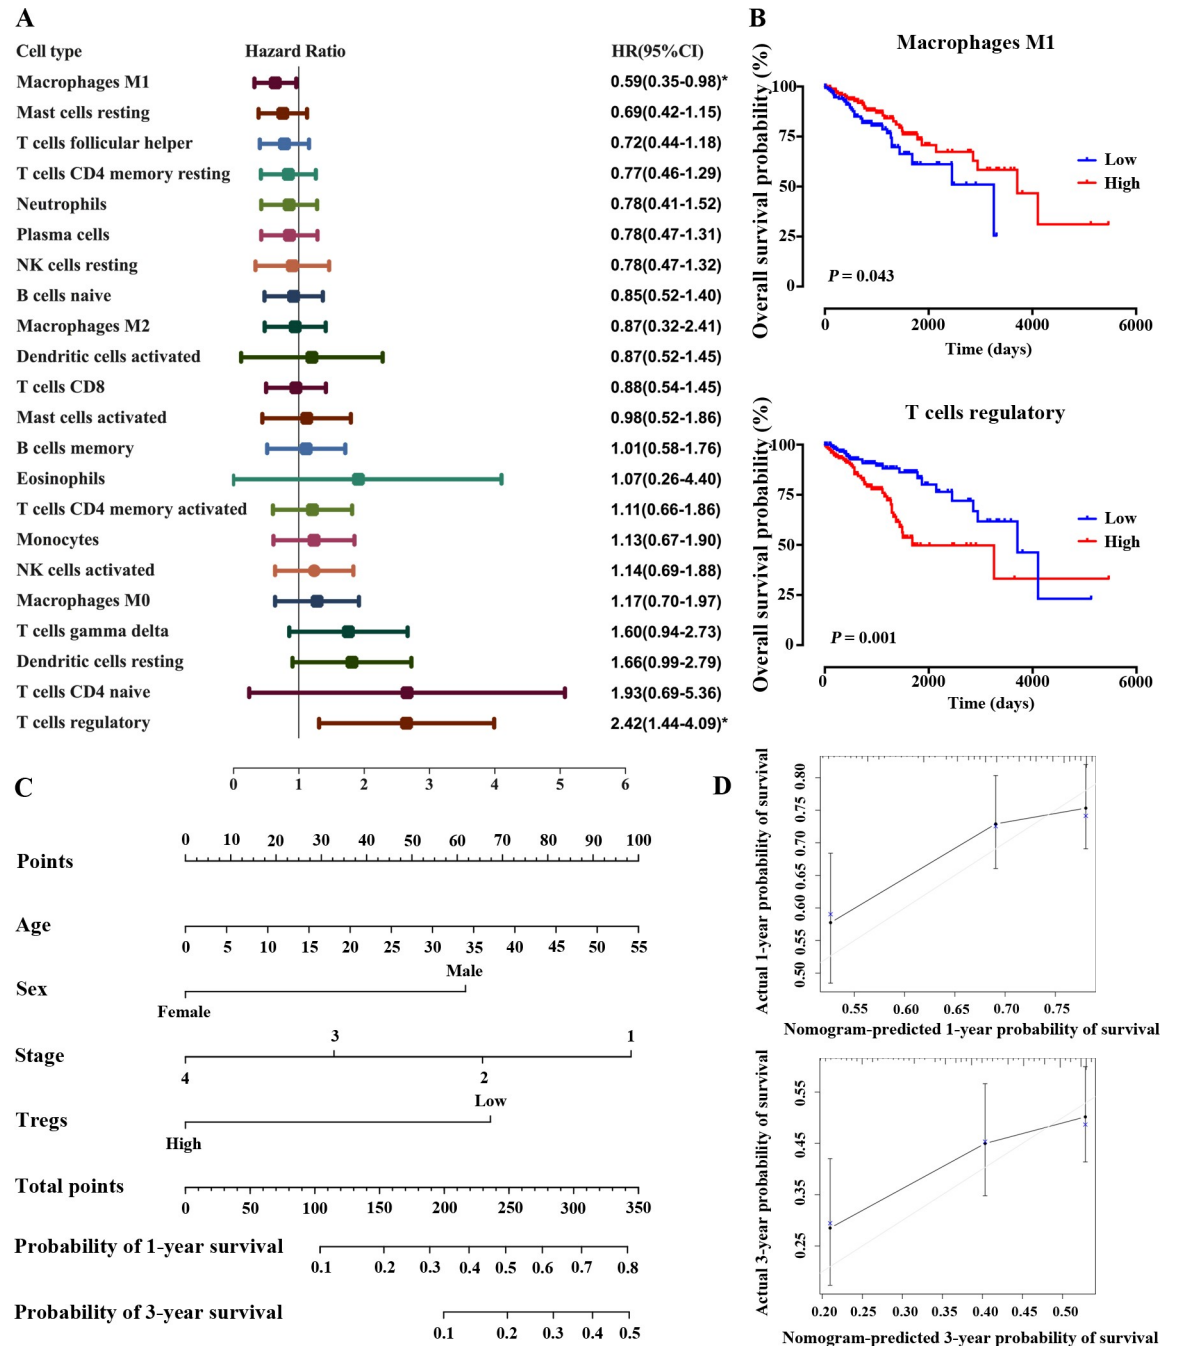 A
Cell type Hazard Ratio HR(95%CI)
Macrophages M1 0.59(0.35-0.98)*
Mast cells resting 0.69(0.42-1.15)
T cells follicular helper 0.72(0.44-1.18)
T cells CD4 memory resting 0.77(0.46-1.29)
Neutrophils 0.78(0.41-1.52)
Plasma cells 0.78(0.47-1.31)
NK cells resting 0.78(0.47-1.32)
B cells naive 0.85(0.52-1.40)
Macrophages M2 0.87(0.32-2.41)
Dendritic cells activated 0.87(0.52-1.45)
T cells CD8 0.88(0.54-1.45)
Mast cells activated 0.98(0.52-1.86)
B cells memory 1.01(0.58-1.76)
Eosinophils 1.07(0.26-4.40)
T cells CD4 memory activated 1.11(0.66-1.86)
Monocytes 1.13(0.67-1.90)
NK cells activated 1.14(0.69-1.88)
Macrophages M0 1.17(0.70-1.97)
T cells gamma delta 1.60(0.94-2.73)
Dendritic cells resting 1.66(0.99-2.79)
T cells CD4 naive 1.93(0.69-5.36)
T cells regulatory 2.42(1.44-4.09)*
0 1 2 3 4 5 6
B
Macrophages M1
Overall survival probability (%)
100
75
50
25
0
Low
High
P = 0.043
0 2000 4000 6000
Time (days)
T cells regulatory
Overall survival probability (%)
100
75
50
25
0
Low
High
P = 0.001
0 2000 4000 6000
Time (days)
C
0 10 20 30 40 50 60 70 80 90 100
Points
Age
0 5 10 15 20 25 30 35 40 45 50 55
Male
Sex
Female
3 1
Stage
4 2
Low
Tregs
High
Total points
0 50 100 150 200 250 300 350
Probability of 1-year survival
0.1 0.2 0.3 0.4 0.5 0.6 0.7 0.8
Probability of 3-year survival
0.1 0.2 0.3 0.4 0.5
D
Actual 1-year probability of survival
0.50 0.55 0.60 0.65 0.70 0.75 0.80
0.55 0.60 0.65 0.70 0.75
Nomogram-predicted 1-year probability of survival
Actual 3-year probability of survival
0.25 0.35 0.45 0.55
0.20 0.25 0.30 0.35 0.40 0.45 0.50
Nomogram-predicted 3-year probability of survival